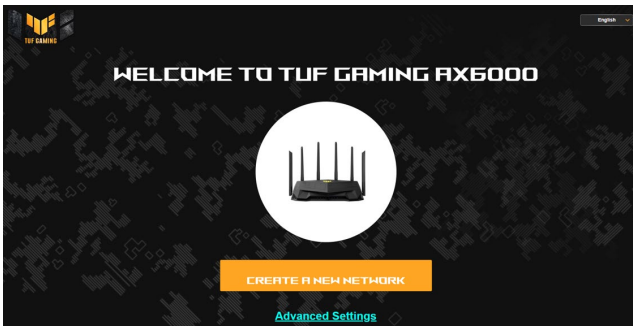 TUF GAMING
English
WELCOME TO TUF GAMING AX6000
CREATE A NEW NETWORK
Advanced Settings